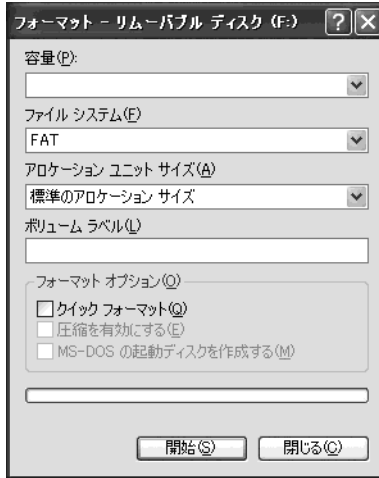 フォーマット - リムーバブル ディスク (F:)
容量(P):
ファイル システム(F)
FAT
アロケーション ユニット サイズ(A)
標準のアロケーション サイズ
ボリューム ラベル(L)
フォーマット オプション(O)
クイック フォーマット(Q)
圧縮を有効にする(E)
MS-DOS の起動ディスクを作成する(M)
開始(S) 閉じる(C)